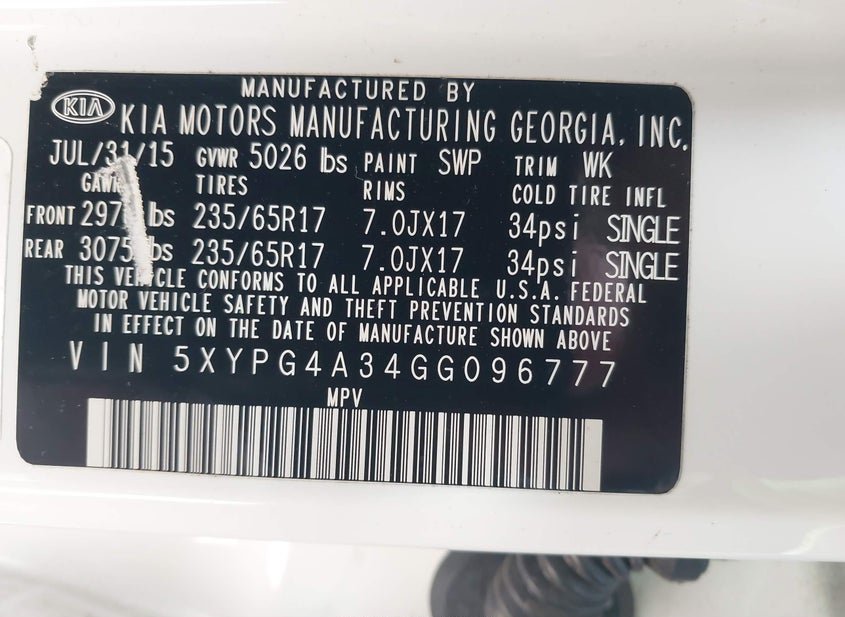 MANUFACTURED BY
KIA KIA MOTORS MANUFACTURING GEORGIA, INC.
JUL/31/15 GVWR 5026 lbs PAINT SWP TRIM WK
TIRES RIMS COLD TIRE INFL
FRONT 235/65R17 7.0JX17 34psi SINGLE
REAR 235/65R17 7.0JX17 34psi SINGLE
THIS VEHICLE CONFORMS TO ALL APPLICABLE U.S.A. FEDERAL
MOTOR VEHICLE SAFETY AND THEFT PREVENTION STANDARDS
IN EFFECT ON THE DATE OF MANUFACTURE SHOWN ABOVE
VIN 5XYPG4A34GG096777
MPV